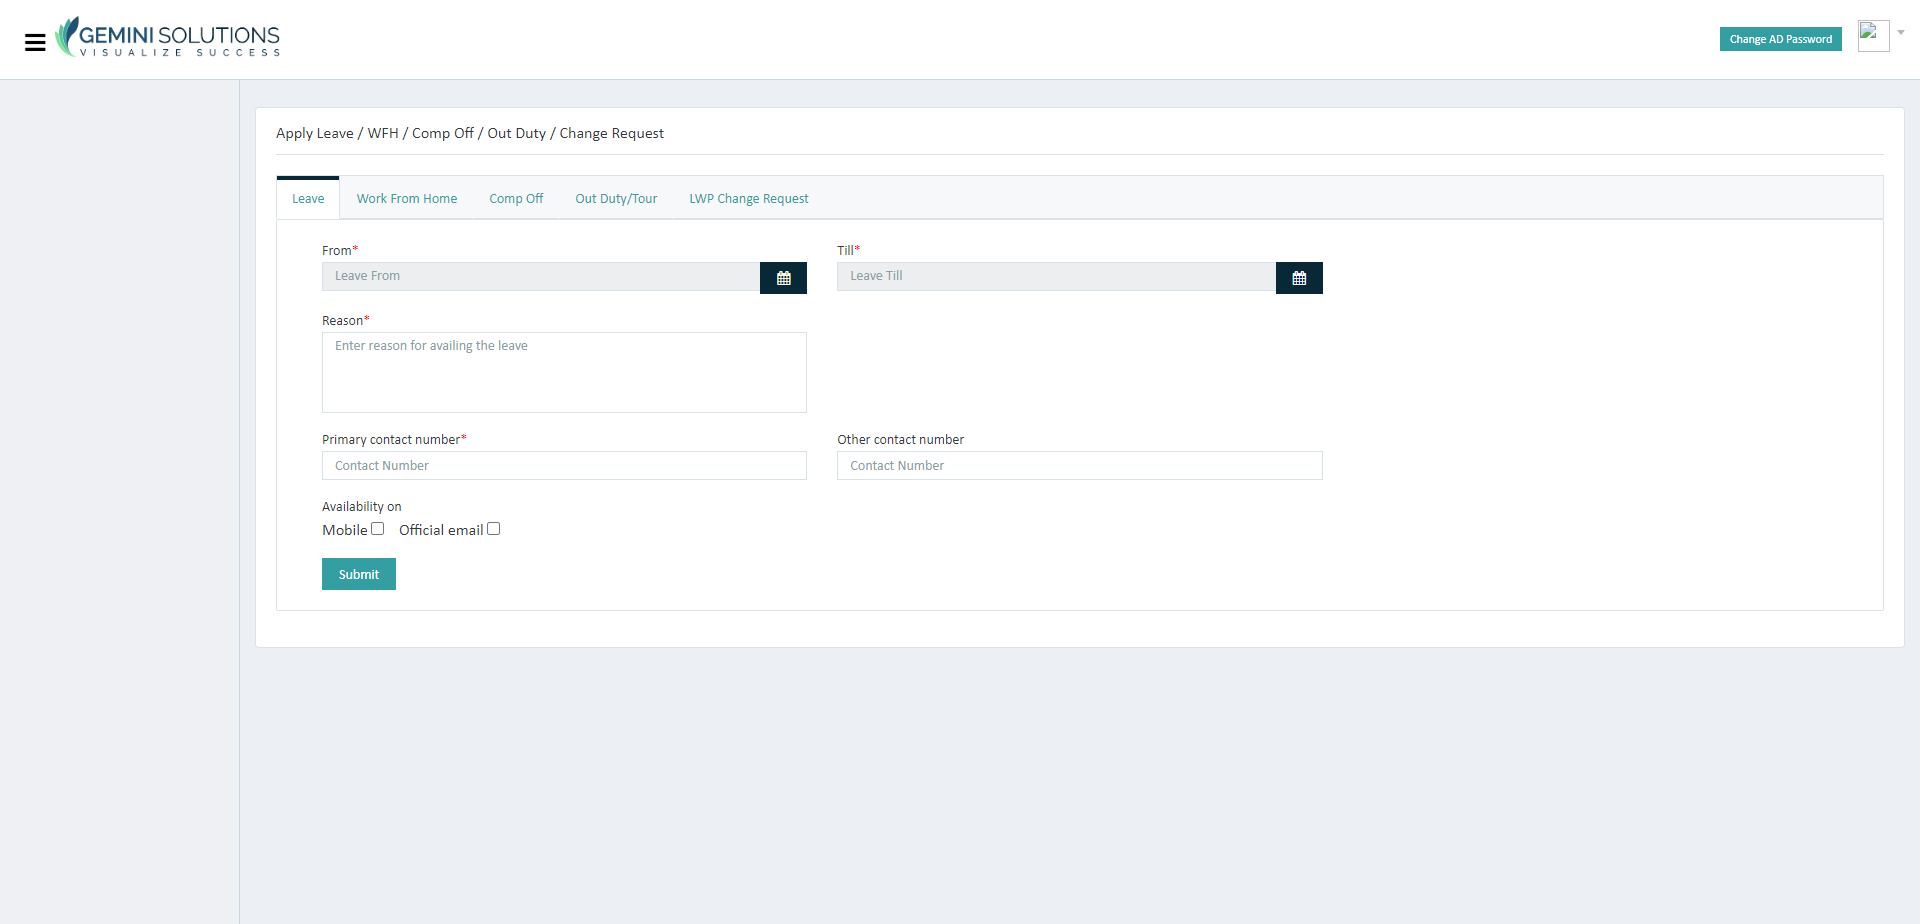 GEMINI SOLUTIONS
VISUALIZE SUCCESS
Change AD Password
Apply Leave / WFH / Comp Off / Out Duty / Change Request
Leave Work From Home Comp Off Out Duty/Tour LWP Change Request
From* Till*
Leave From Leave Till
Reason*
Enter reason for availing the leave
Primary contact number* Other contact number
Contact Number Contact Number
Availability on
Mobile Official email
Submit